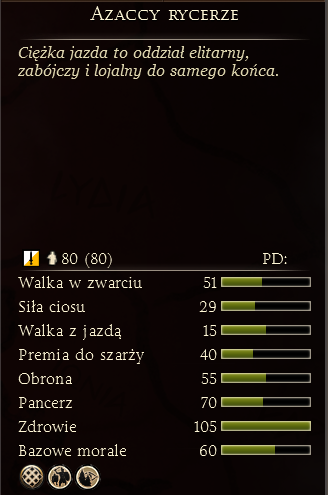 Azaccy rycerze
Ciężka jazda to oddział elitarny,
zabójczy i lojalny do samego końca.
80 (80) PD:
Walka w zwarciu 51
Siła ciosu 29
Walka z jazdą 15
Premia do szarży 40
Obrona 55
Pancerz 70
Zdrowie 105
Bazowe morale 60